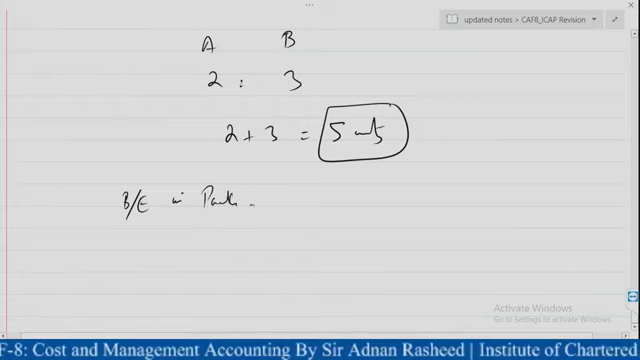 updated notes > CAF8_ICAP Revision
A B
2 : 3
2 + 3 = 5 units
B/E in Packs
Activate Windows
Go to Settings to activate Windows.
F-8: Cost and Management Accounting By Sir Adnan Rasheed | Institute of Chartered